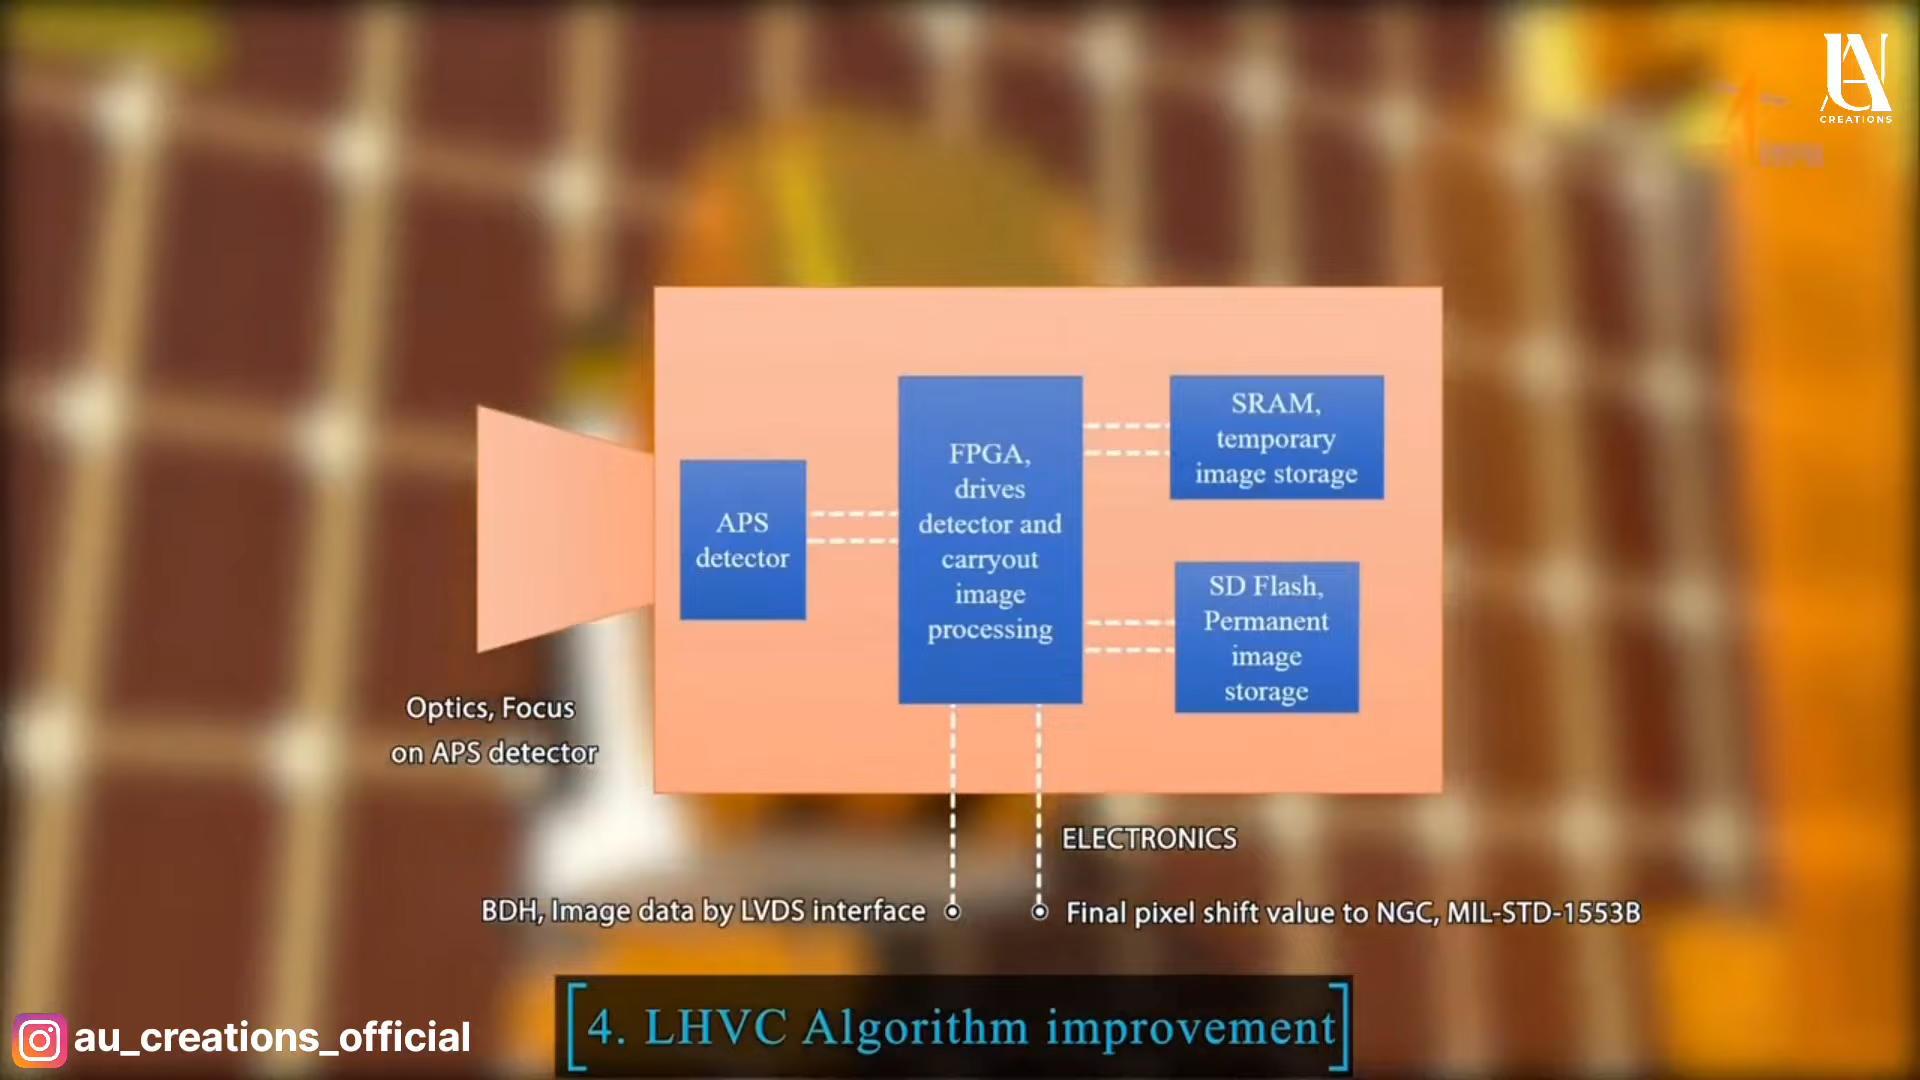 UA
CREATIONS
APS
detector
FPGA,
drives
detector and
carryout
image
processing
SRAM,
temporary
image storage
SD Flash,
Permanent
image
storage
Optics, Focus
on APS detector
ELECTRONICS
BDH, Image data by LVDS interface
Final pixel shift value to NGC, MIL-STD-1553B
4. LHVC Algorithm improvement
au_creations_official